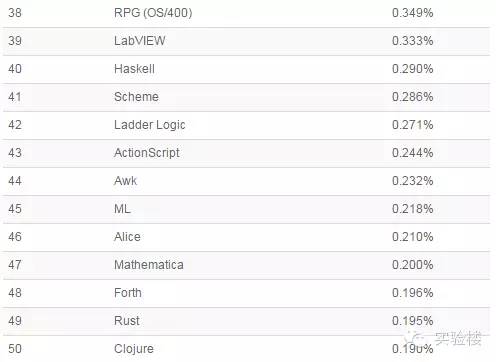 38 RPG (OS/400) 0.349%
39 LabVIEW 0.333%
40 Haskell 0.290%
41 Scheme 0.286%
42 Ladder Logic 0.271%
43 ActionScript 0.244%
44 Awk 0.232%
45 ML 0.218%
46 Alice 0.210%
47 Mathematica 0.200%
48 Forth 0.196%
49 Rust 0.195%
50 Clojure
实验楼